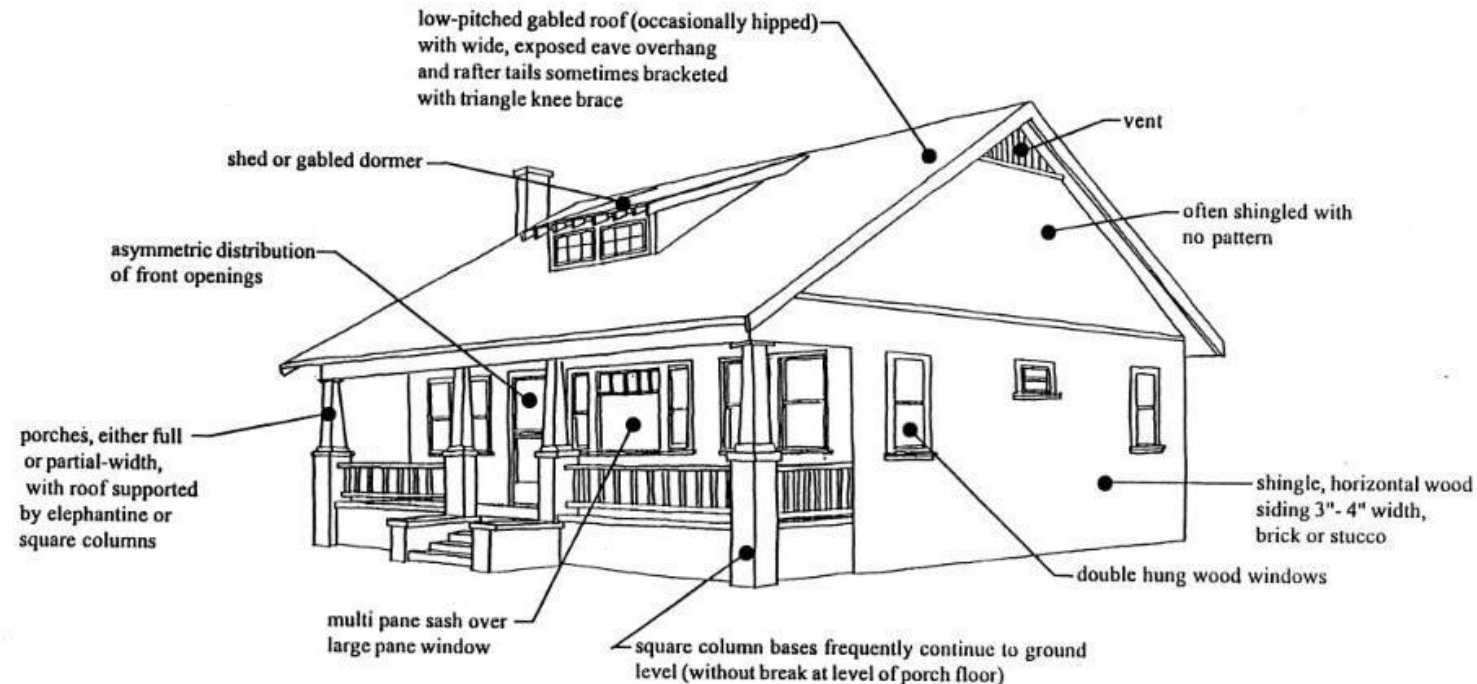 low-pitched gabled roof (occasionally hipped)
with wide, exposed eave overhang
and rafter tails sometimes bracketed
with triangle knee brace
vent
shed or gabled dormer
often shingled with
no pattern
asymmetric distribution
of front openings
porches, either full
or partial-width,
with roof supported
by elephantine or
square columns
shingle, horizontal wood
siding 3"- 4" width,
brick or stucco
double hung wood windows
multi pane sash over
large pane window
square column bases frequently continue to ground
level (without break at level of porch floor)